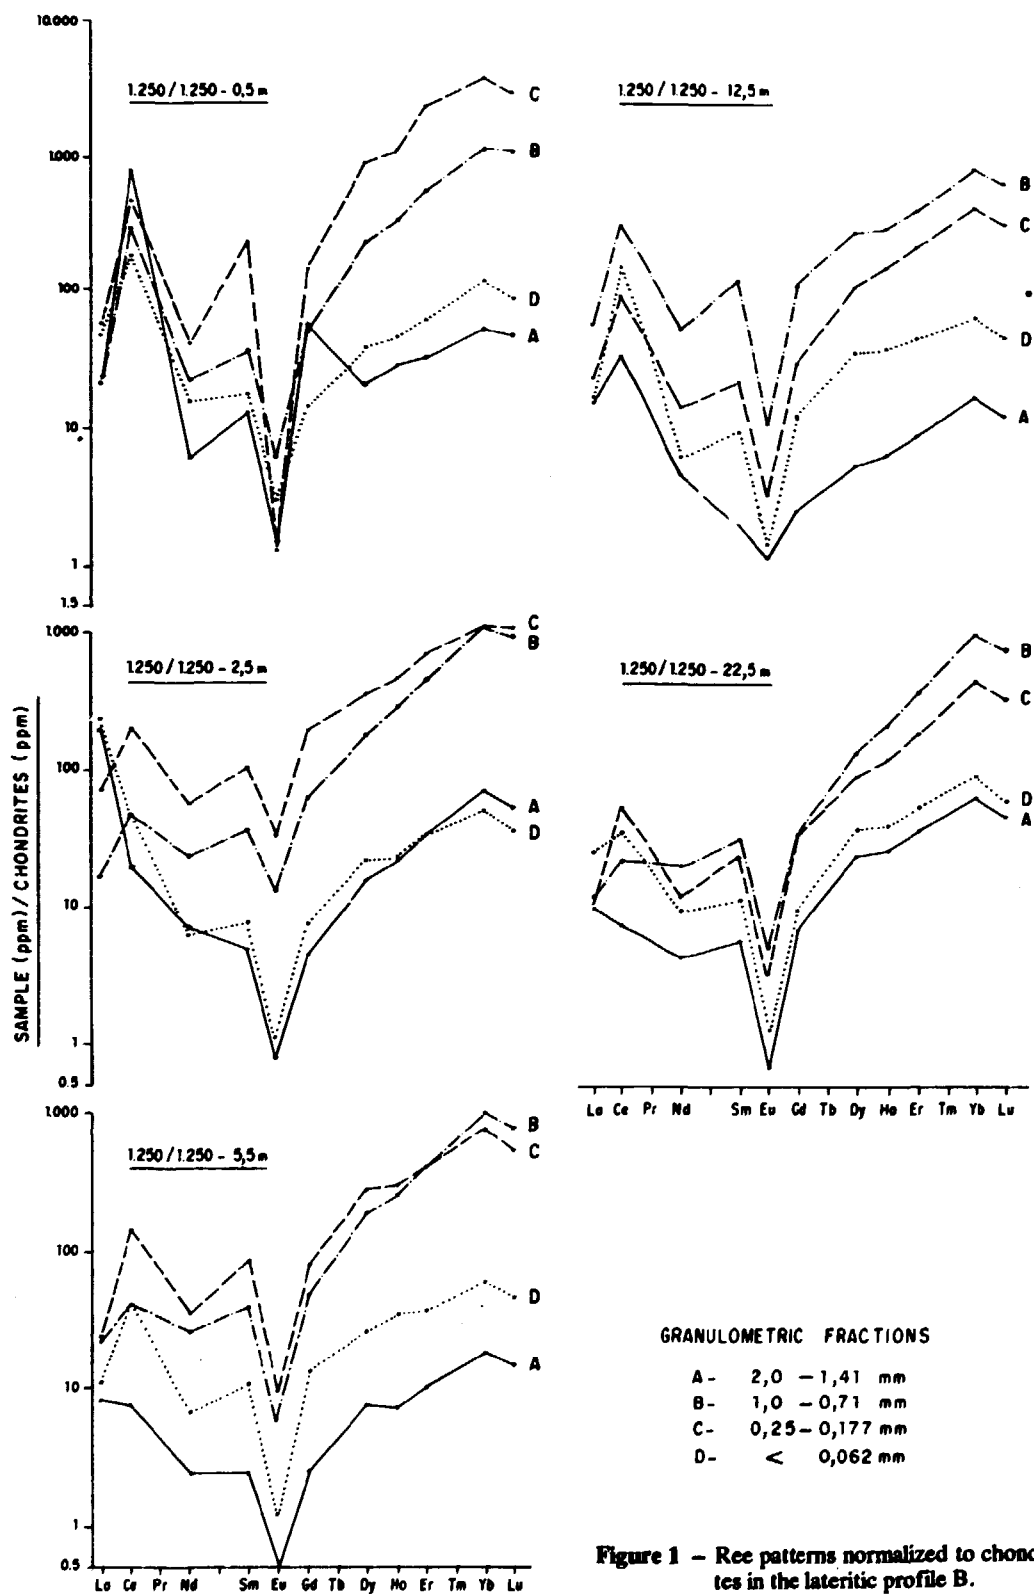 10.000
1.000
100
10
1
1.5
1.250/1.250 - 0,5 m
C
B
D
A
1.250/1.250 - 12,5 m
B
C
D
A
SAMPLE (ppm) / CHONDRITES (ppm)
1.000
100
10
1
0.5
1.250/1.250 - 2,5 m
C
B
A
D
1.250/1.250 - 22,5 m
B
C
D
A
La Ce Pr Nd Sm Eu Gd Tb Dy Ho Er Tm Yb Lu
1.000
100
10
1
0.5
1.250/1.250 - 5,5 m
B
C
D
A
La Ce Pr Nd Sm Eu Gd Tb Dy Ho Er Tm Yb Lu
GRANULOMETRIC FRACTIONS
A - 2,0 - 1,41 mm
B - 1,0 - 0,71 mm
C - 0,25 - 0,177 mm
D - < 0,062 mm
Figure 1 – Ree patterns normalized to chond
tes in the lateritic profile B.